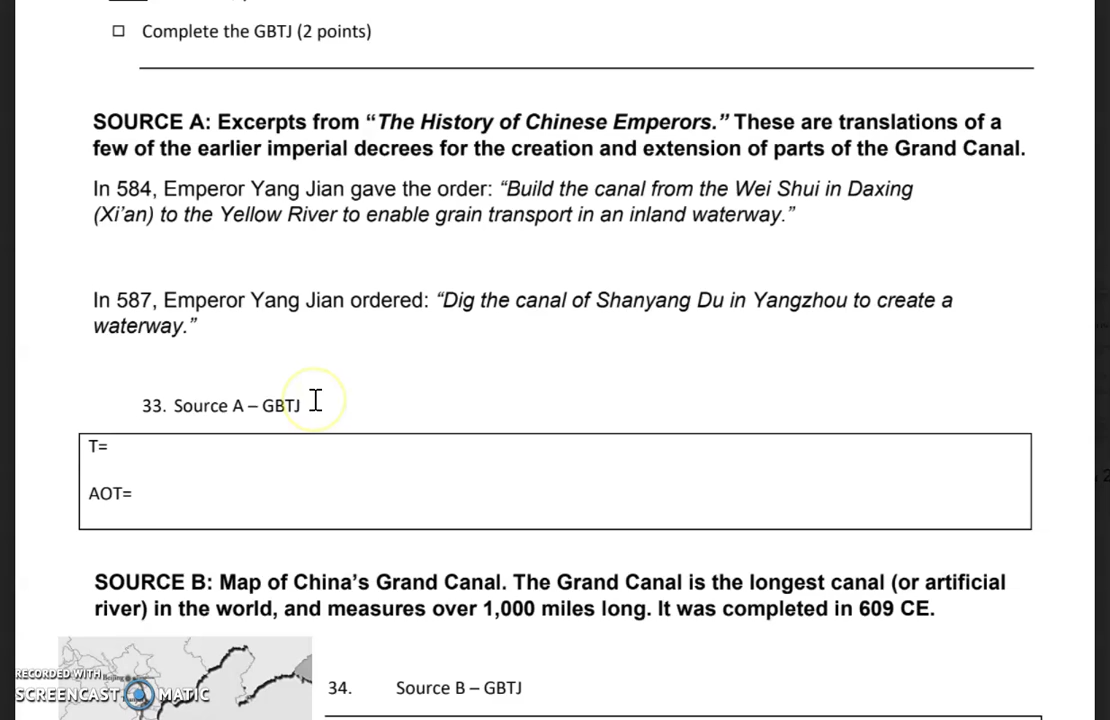 Complete the GBTJ (2 points)
SOURCE A: Excerpts from “The History of Chinese Emperors.” These are translations of a
few of the earlier imperial decrees for the creation and extension of parts of the Grand Canal.
In 584, Emperor Yang Jian gave the order: “Build the canal from the Wei Shui in Daxing
(Xi’an) to the Yellow River to enable grain transport in an inland waterway.”
In 587, Emperor Yang Jian ordered: “Dig the canal of Shanyang Du in Yangzhou to create a
waterway.”
33. Source A – GBTJ
T=
AOT=
SOURCE B: Map of China’s Grand Canal. The Grand Canal is the longest canal (or artificial
river) in the world, and measures over 1,000 miles long. It was completed in 609 CE.
Beijing
34. Source B – GBTJ
RECORDED WITH
SCREENCAST MATIC